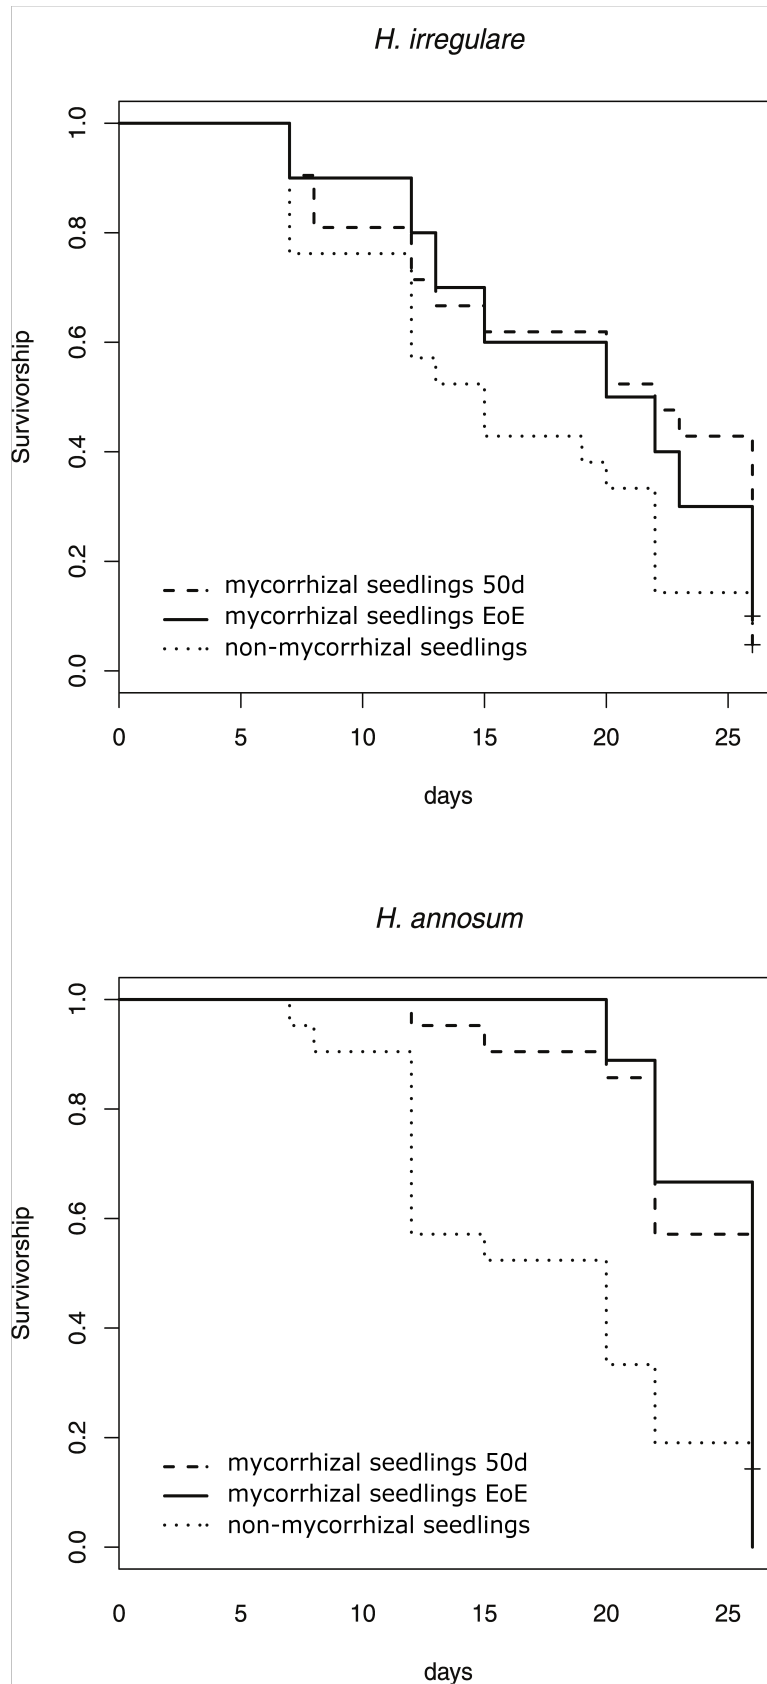 H. irregulare
Survivorship
1.0
0.8
0.6
0.4
0.2
0.0
mycorrhizal seedlings 50d
mycorrhizal seedlings EoE
non-mycorrhizal seedlings
0 5 10 15 20 25
days
H. annosum
Survivorship
1.0
0.8
0.6
0.4
0.2
0.0
mycorrhizal seedlings 50d
mycorrhizal seedlings EoE
non-mycorrhizal seedlings
0 5 10 15 20 25
days